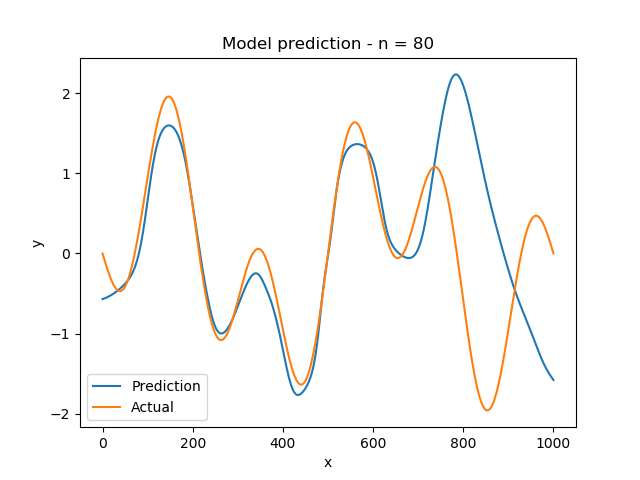 Model prediction - n = 80
y
2
1
0
−1
−2
Prediction
Actual
0 200 400 600 800 1000
x